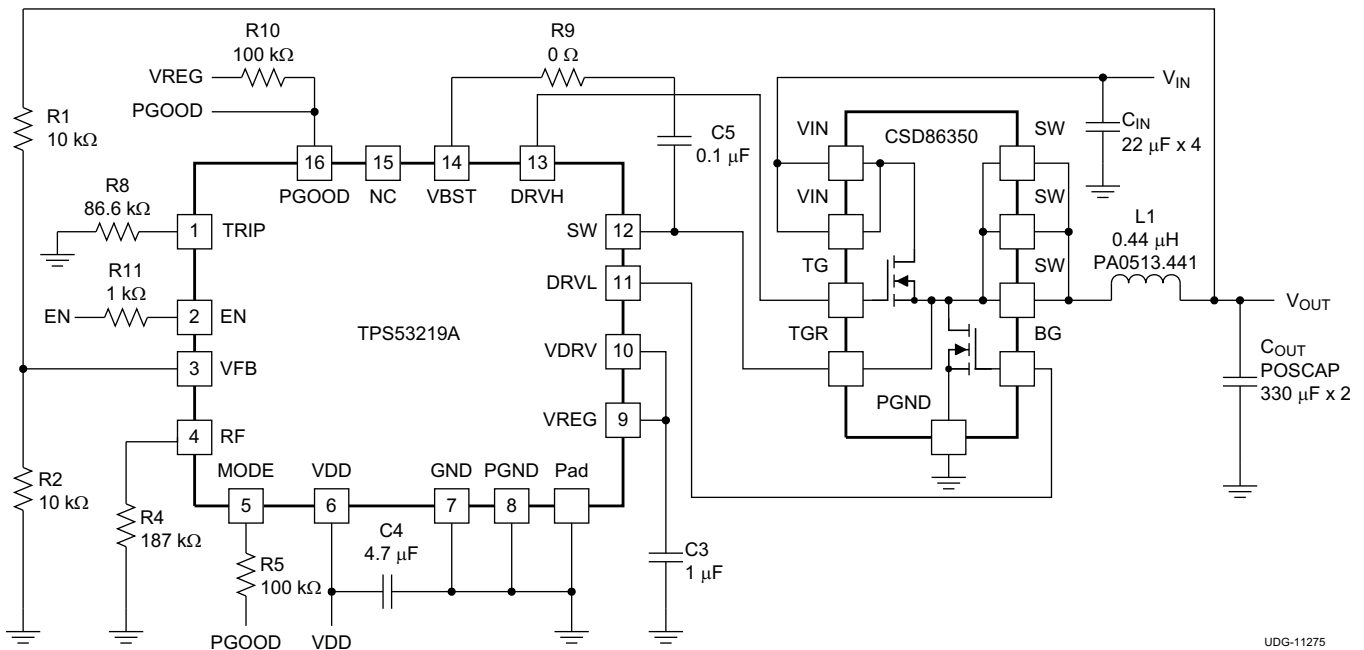 R10
100 kΩ
VREG
PGOOD
R9
0 Ω
R1
10 kΩ
C5
0.1 μF
VIN
CSD86350
SW
V_IN
C_IN
22 μF x 4
16
15
14
13
PGOOD
NC
VBST
DRVH
VIN
SW
R8
86.6 kΩ
1
TRIP
SW
12
TG
SW
L1
0.44 μH
PA0513.441
R11
1 kΩ
EN
2
EN
DRVL
11
V_OUT
TPS53219A
TGR
BG
3
VFB
VDRV
10
C_OUT
POSCAP
330 μF x 2
PGND
4
RF
VREG
9
R2
10 kΩ
MODE
VDD
GND
PGND
Pad
5
6
7
8
R4
187 kΩ
C4
4.7 μF
C3
1 μF
R5
100 kΩ
PGOOD
VDD
UDG-11275